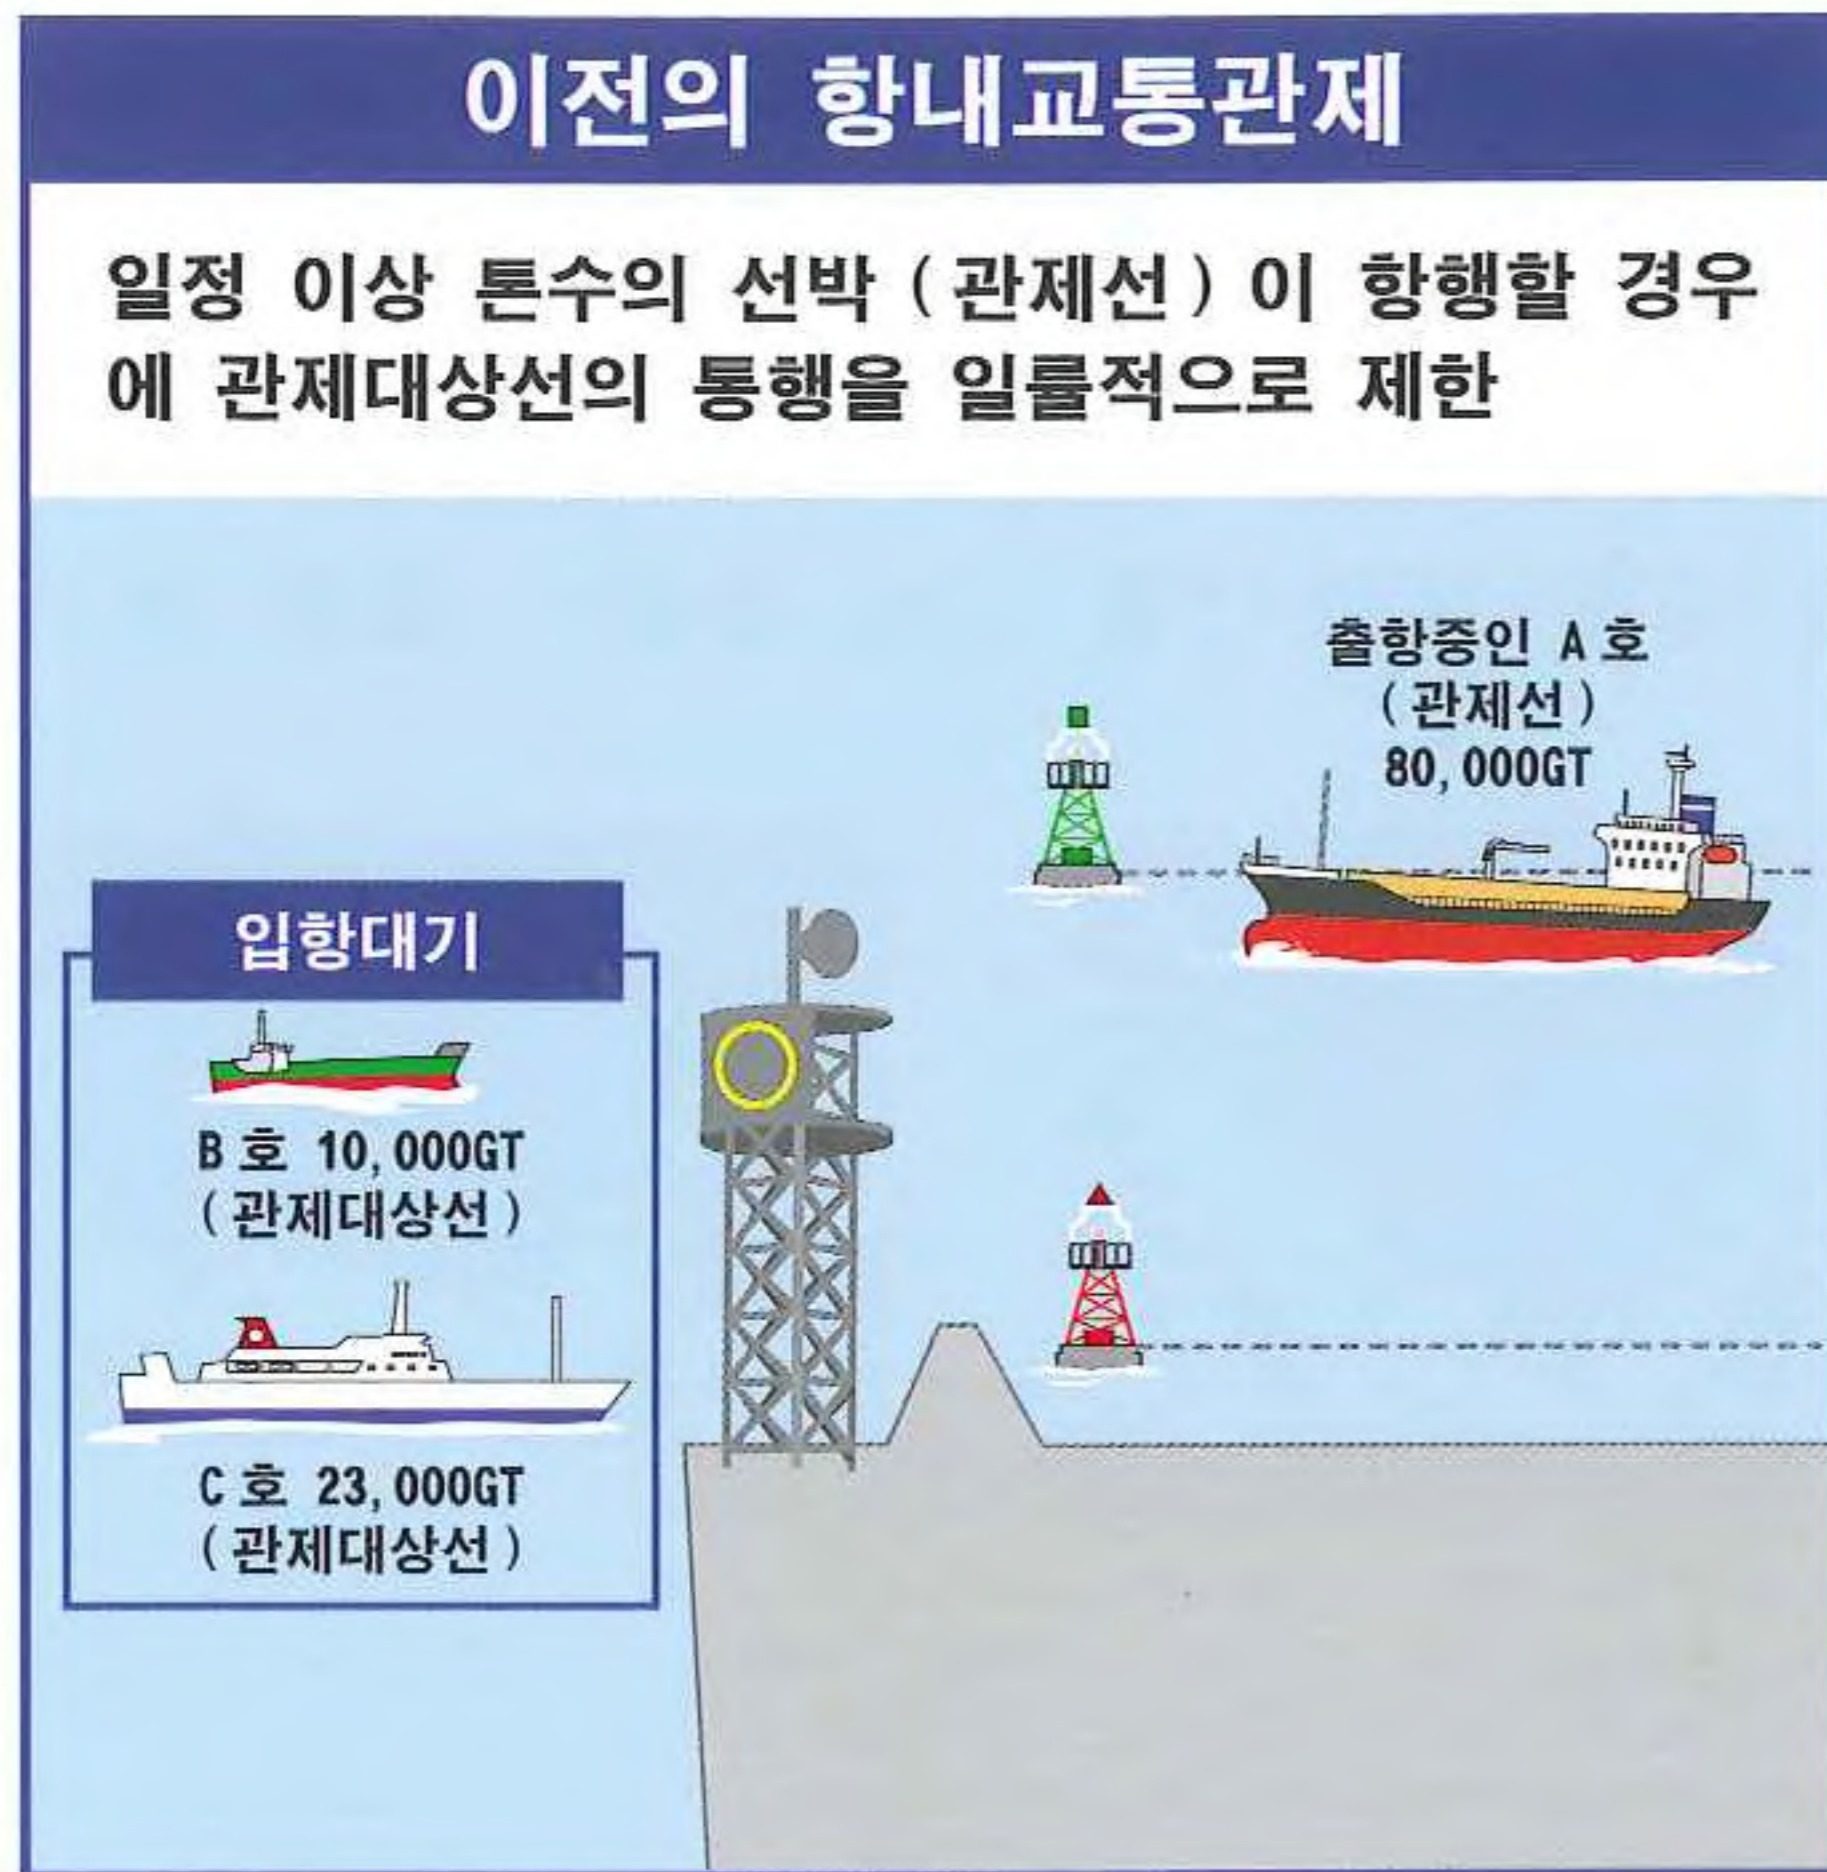 이전의 항내교통관제
일정 이상 톤수의 선박 (관제선) 이 항행할 경우
에 관제대상선의 통행을 일률적으로 제한
출항중인 A 호
(관제선)
80,000GT
입항대기
B 호 10,000GT
(관제대상선)
C 호 23,000GT
(관제대상선)